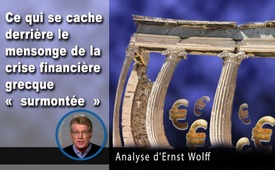 Ce qui se cache
derrière le
mensonge de la
crise financière
grecque
« surmontée »
Analyse d'Ernst Wolff